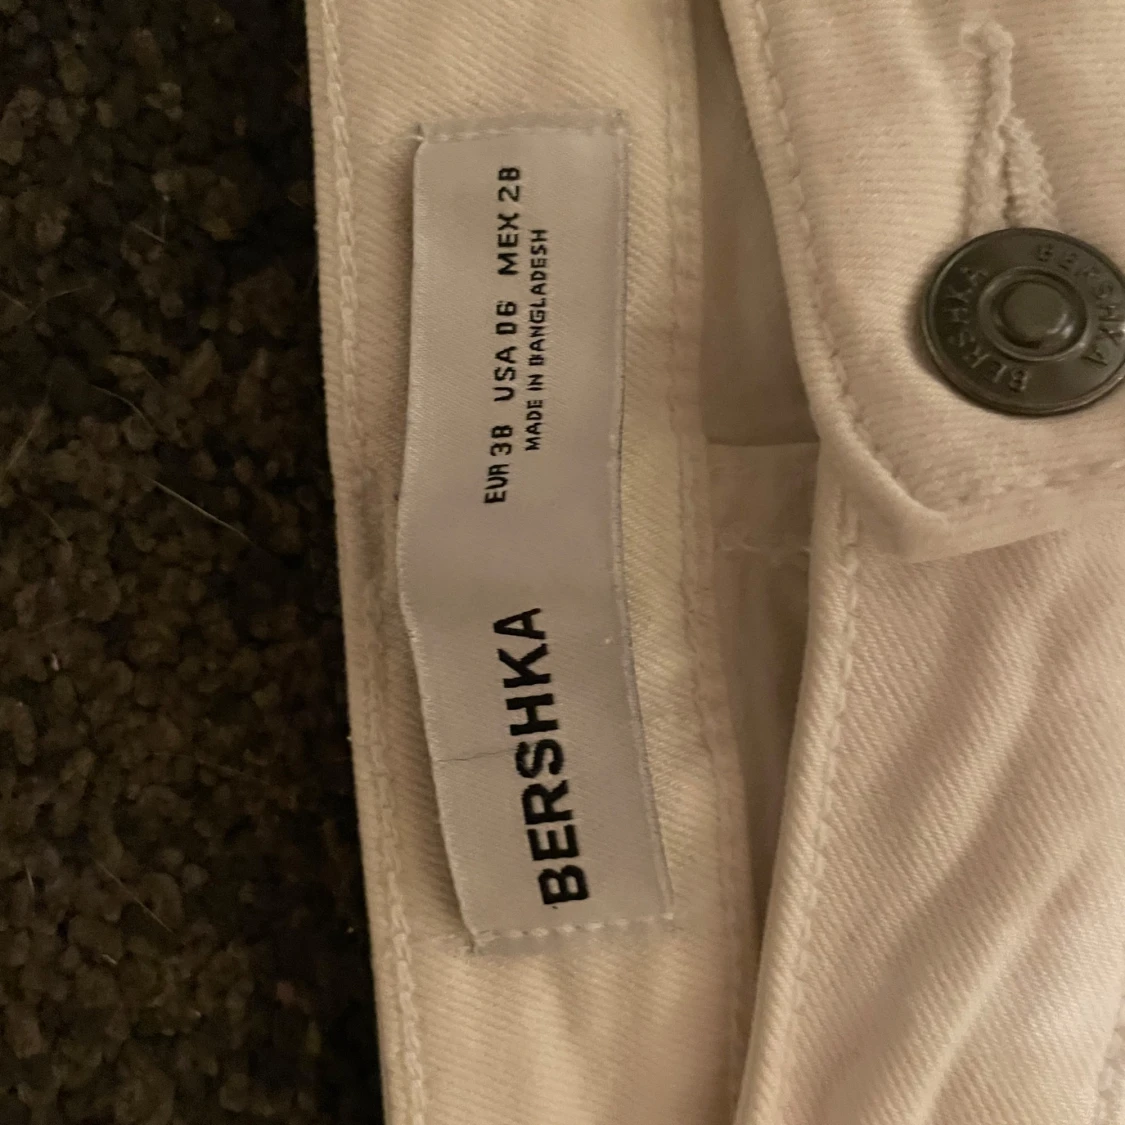 BERSHKA
EUR 38 USA 06 MEX 28
MADE IN BANGLADESH
BERSHKA BERSHKA